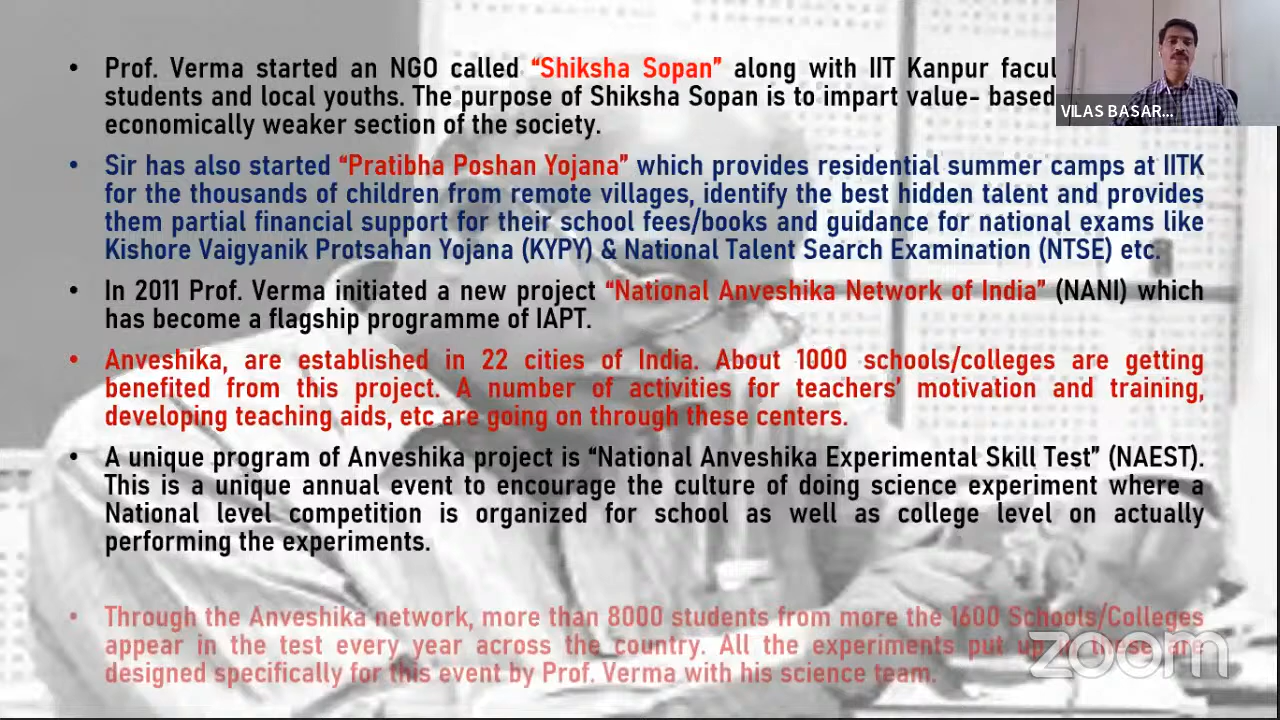 • Prof. Verma started an NGO called “Shiksha Sopan” along with IIT Kanpur facul
students and local youths. The purpose of Shiksha Sopan is to impart value- based
economically weaker section of the society.
• Sir has also started “Pratibha Poshan Yojana” which provides residential summer camps at IITK
for the thousands of children from remote villages, identify the best hidden talent and provides
them partial financial support for their school fees/books and guidance for national exams like
Kishore Vaigyanik Protsahan Yojana (KYPY) & National Talent Search Examination (NTSE) etc.
• In 2011 Prof. Verma initiated a new project “National Anveshika Network of India” (NANI) which
has become a flagship programme of IAPT.
• Anveshika, are established in 22 cities of India. About 1000 schools/colleges are getting
benefited from this project. A number of activities for teachers’ motivation and training,
developing teaching aids, etc are going on through these centers.
• A unique program of Anveshika project is “National Anveshika Experimental Skill Test” (NAEST).
This is a unique annual event to encourage the culture of doing science experiment where a
National level competition is organized for school as well as college level on actually
performing the experiments.
• Through the Anveshika network, more than 8000 students from more the 1600 Schools/Colleges
appear in the test every year across the country. All the experiments put up these are
designed specifically for this event by Prof. Verma with his science team.
VILAS BASAR...
zoom